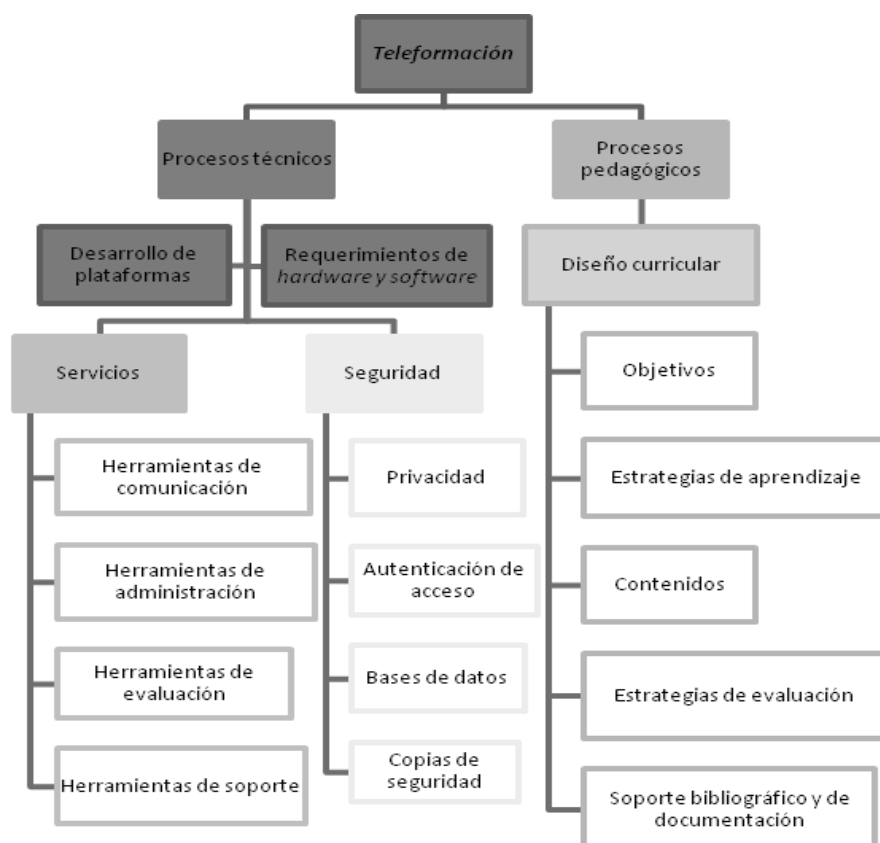 Teleformación
Procesos técnicos
Procesos
pedagógicos
Desarrollo de
plataformas
Requerimientos de
hardware y software
Diseño curricular
Servicios
Seguridad
Objetivos
Herramientas de
comunicación
Privacidad
Estrategias de aprendizaje
Herramientas de
administración
Autenticación de
acceso
Contenidos
Herramientas de
evaluación
Bases de datos
Estrategias de evaluación
Herramientas de soporte
Copias de
seguridad
Soporte bibliográfico y de
documentación